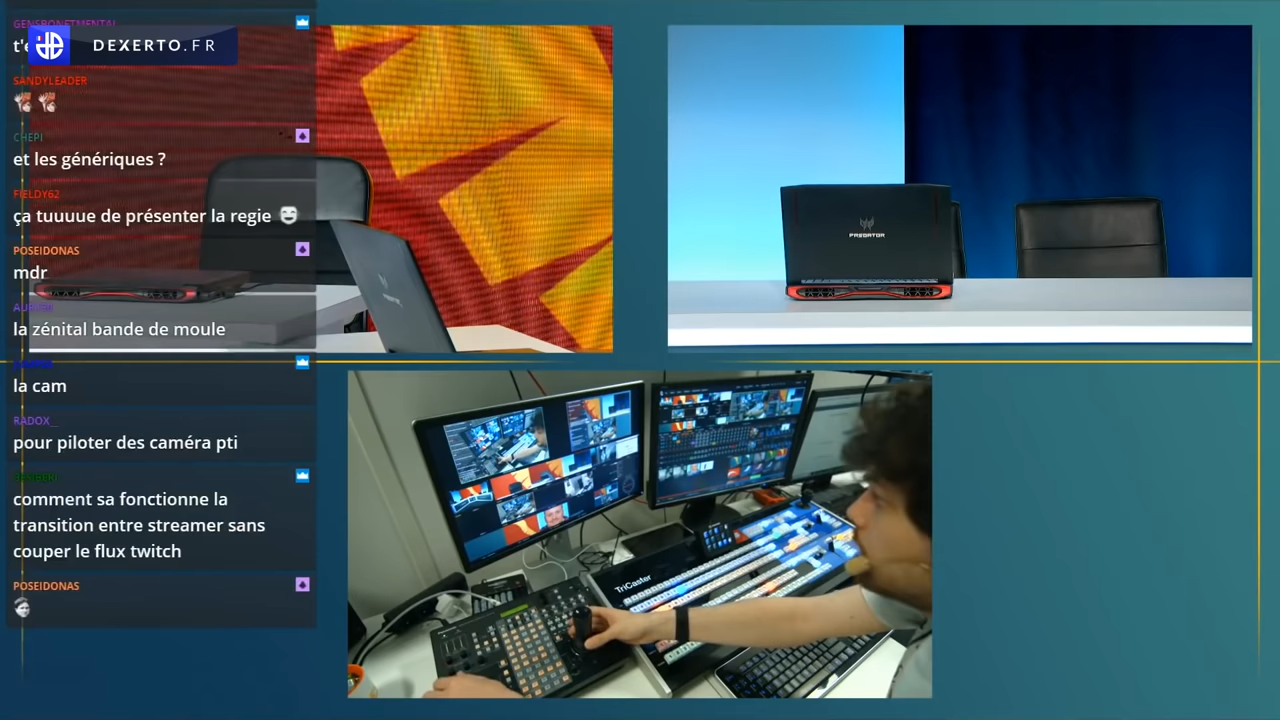 GENSBONETMENTAL
t'e
DEXERTO.FR
SANDYLEADER
CHEPI
et les génériques ?
FIELDY62
ça tuuuue de présenter la regie
POSEIDONAS
mdr
la zénital bande de moule
la cam
RADOX_
pour piloter des caméra pti
comment sa fonctionne la
transition entre streamer sans
couper le flux twitch
POSEIDONAS
PREDATOR
TriCaster